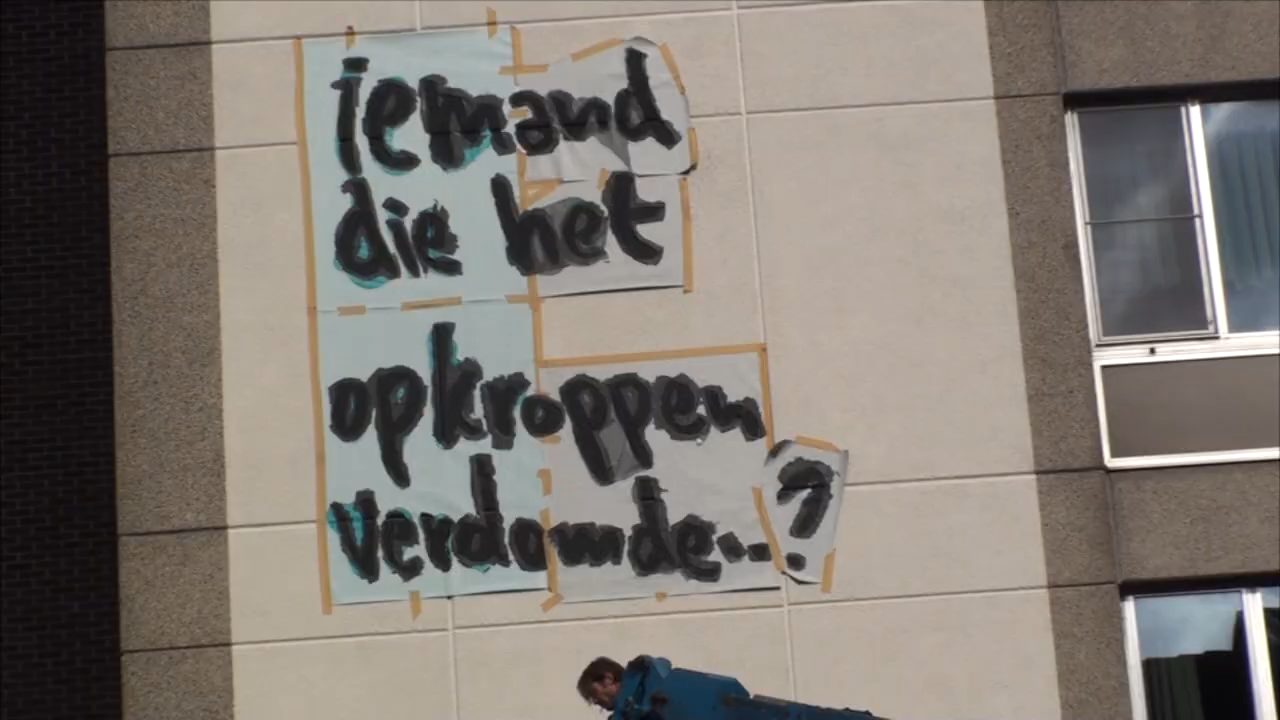 iemand
die het
opkroppen
verdomde...?